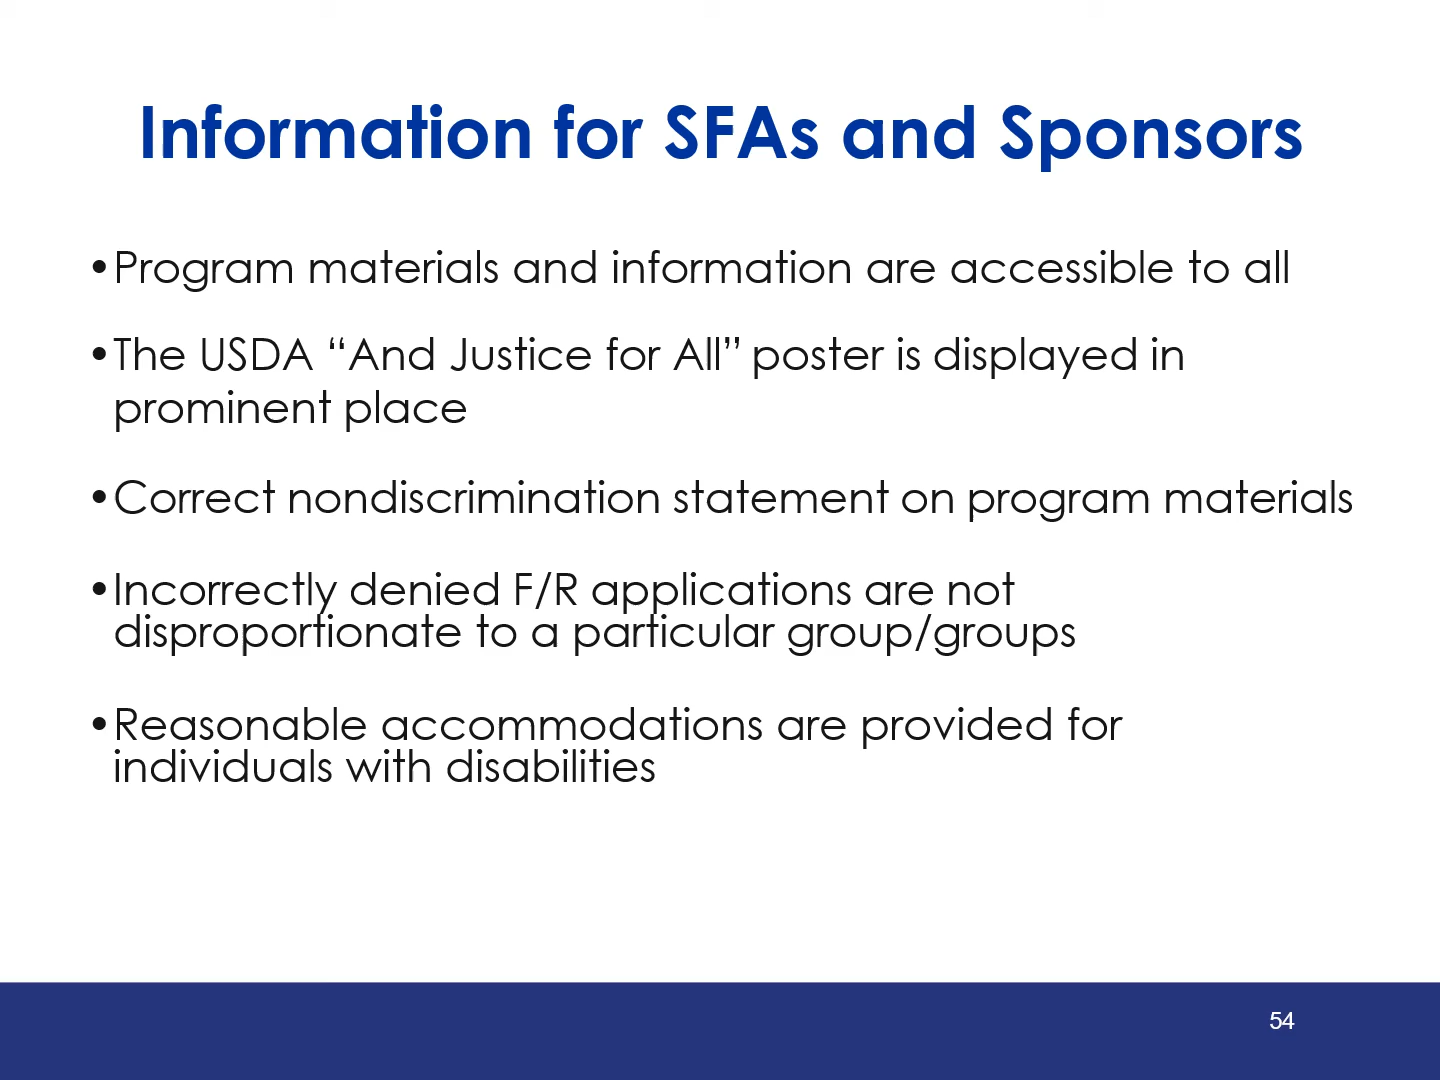 Information for SFAs and Sponsors
•Program materials and information are accessible to all
•The USDA “And Justice for All” poster is displayed in
prominent place
•Correct nondiscrimination statement on program materials
•Incorrectly denied F/R applications are not
disproportionate to a particular group/groups
•Reasonable accommodations are provided for
individuals with disabilities
54